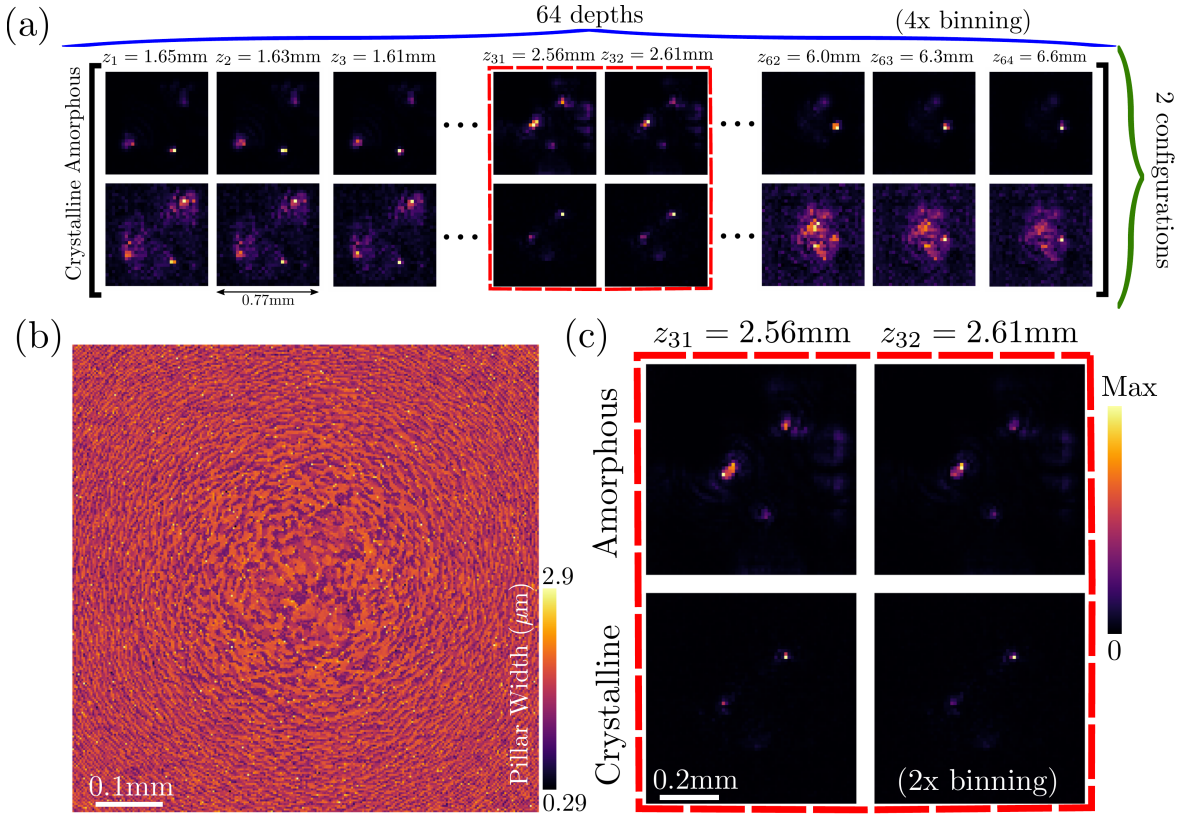 (a)
64 depths
(4x binning)
z₁ = 1.65mm
z₂ = 1.63mm
z₃ = 1.61mm
z₃₁ = 2.56mm
z₃₂ = 2.61mm
z₆₂ = 6.0mm
z₆₃ = 6.3mm
z₆₄ = 6.6mm
Amorphous
...
...
Crystalline
...
...
2 configurations
0.77mm
(b)
2.9
Pillar Width (μm)
0.29
0.1mm
(c)
z₃₁ = 2.56mm
z₃₂ = 2.61mm
Amorphous
Crystalline
0.2mm
(2x binning)
Max
0